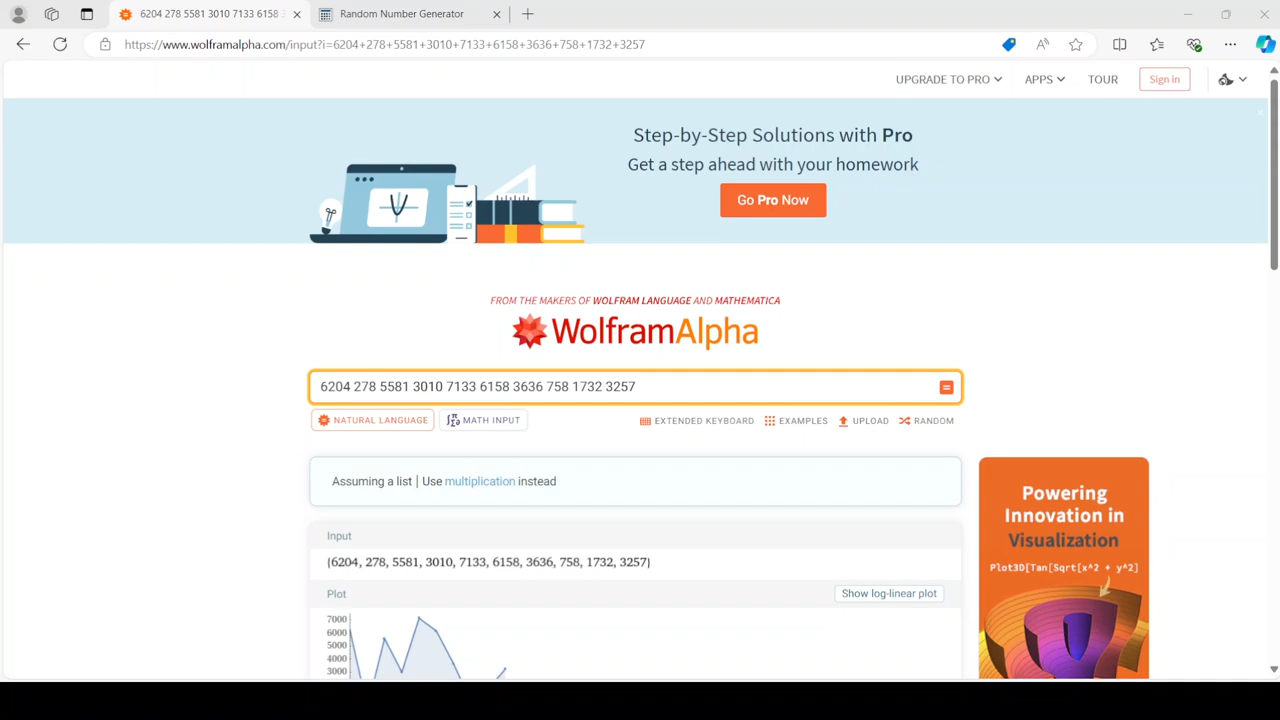 6204 278 5581 3010 7133 6158 3
Random Number Generator
https://www.wolframalpha.com/input?i=6204+278+5581+3010+7133+6158+3636+758+1732+3257
UPGRADE TO PRO
APPS
TOUR
Sign in
Step-by-Step Solutions with Pro
Get a step ahead with your homework
Go Pro Now
FROM THE MAKERS OF WOLFRAM LANGUAGE AND MATHEMATICA
WolframAlpha
6204 278 5581 3010 7133 6158 3636 758 1732 3257
NATURAL LANGUAGE
MATH INPUT
EXTENDED KEYBOARD
EXAMPLES
UPLOAD
RANDOM
Assuming a list | Use multiplication instead
Input
{6204, 278, 5581, 3010, 7133, 6158, 3636, 758, 1732, 3257}
Plot
Show log-linear plot
7000
6000
5000
4000
3000
Powering
Innovation in
Visualization
Plot3D[Tan[Sqrt[x^2 + y^2]